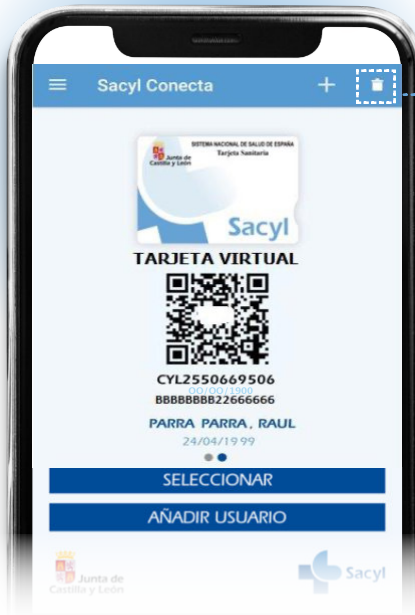 Sacyl Conecta
SISTEMA NACIONAL DE SALUD DE ESPAÑA
Tarjeta Sanitaria
Junta de
Castilla y León
Sacyl
TARJETA VIRTUAL
CYL2550669506
00/00/1900
BBBBBBBB22666666
PARRA PARRA, RAUL
24/04/1999
SELECCIONAR
AÑADIR USUARIO
Junta de
Castilla y León
Sacyl